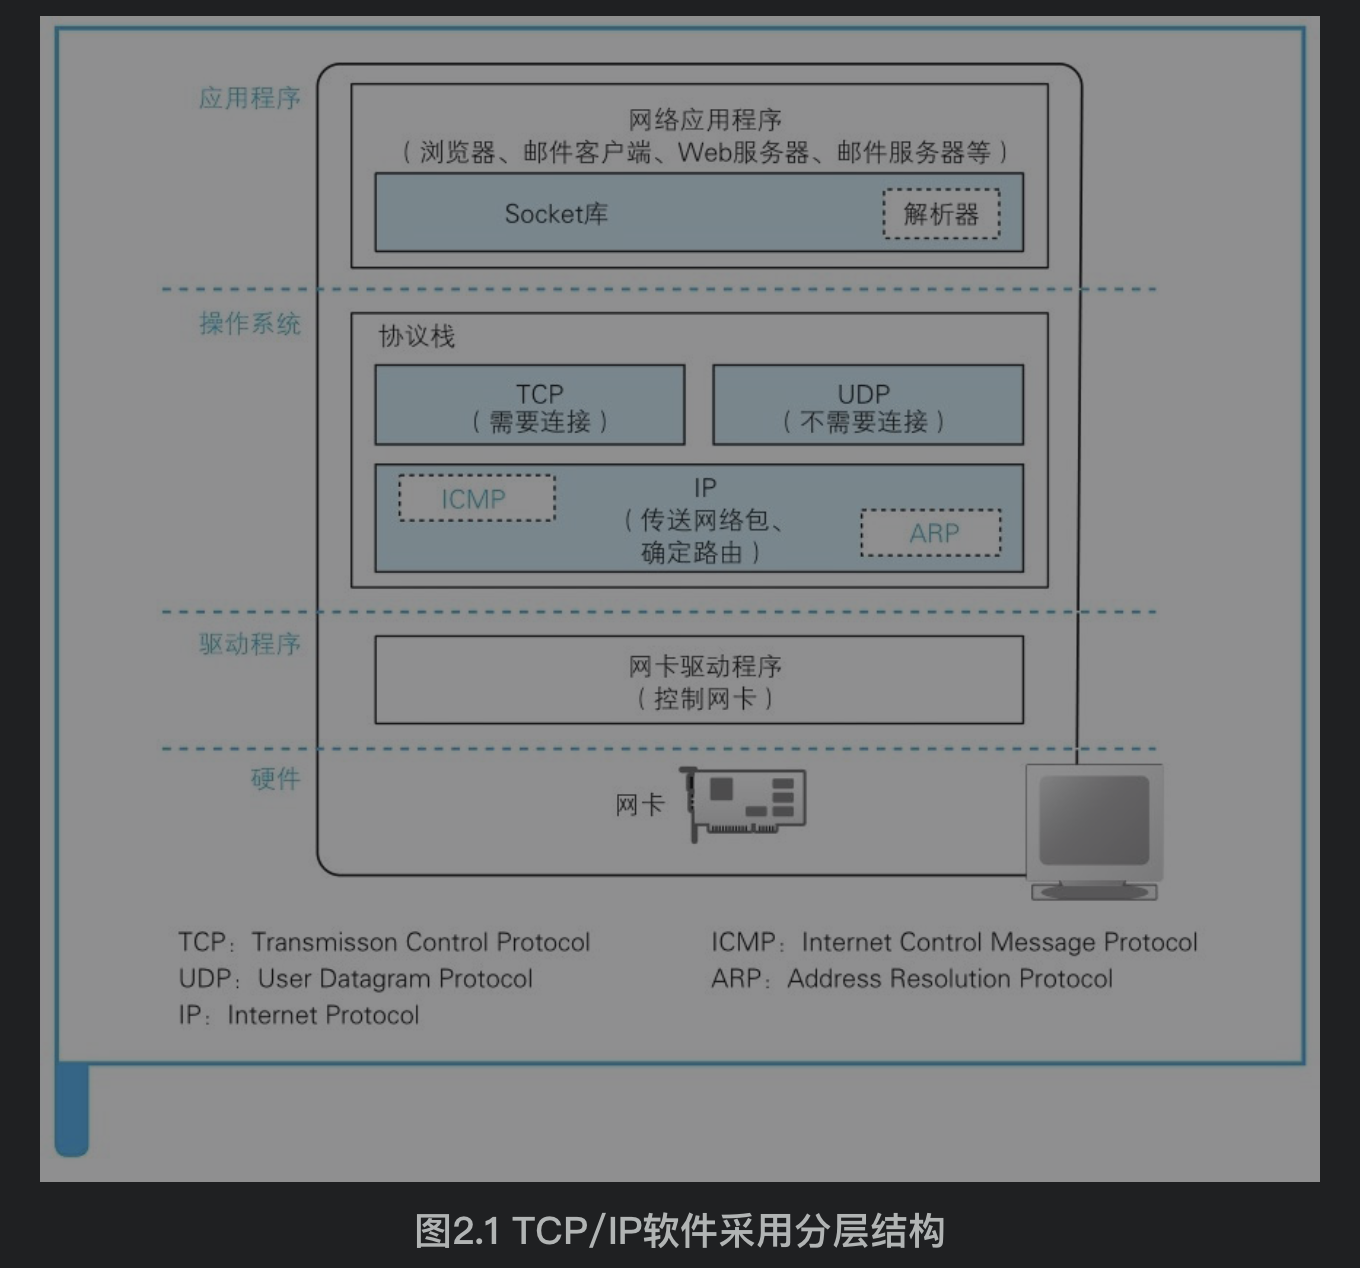 应用程序
网络应用程序
（浏览器、邮件客户端、Web服务器、邮件服务器等）
Socket库
解析器
操作系统
协议栈
TCP
（需要连接）
UDP
（不需要连接）
ICMP
IP
（传送网络包、
确定路由）
ARP
驱动程序
网卡驱动程序
（控制网卡）
硬件
网卡
TCP：Transmisson Control Protocol
UDP：User Datagram Protocol
IP：Internet Protocol
ICMP：Internet Control Message Protocol
ARP：Address Resolution Protocol
图2.1 TCP/IP软件采用分层结构